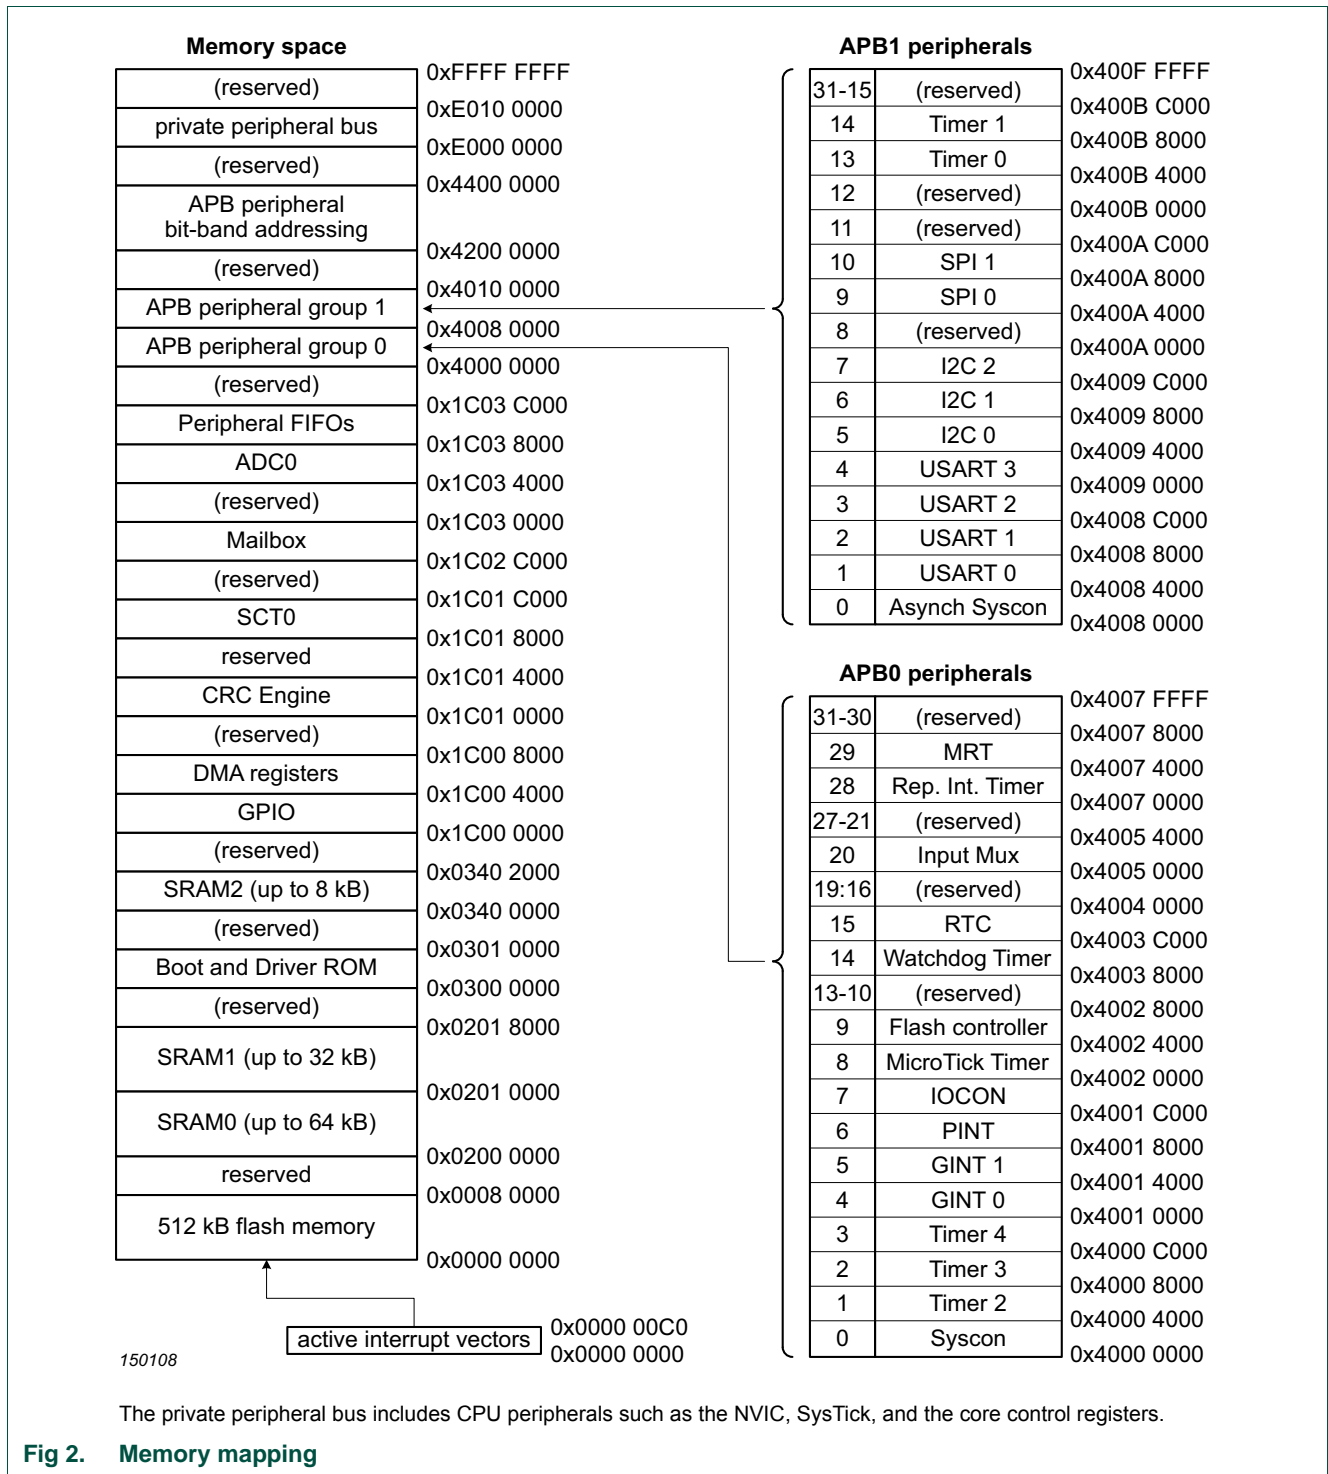 Memory space
0xFFFF FFFF
(reserved)
0xE010 0000
private peripheral bus
0xE000 0000
(reserved)
0x4400 0000
APB peripheral
bit-band addressing
0x4200 0000
(reserved)
0x4010 0000
APB peripheral group 1
0x4008 0000
APB peripheral group 0
0x4000 0000
(reserved)
0x1C03 C000
Peripheral FIFOs
0x1C03 8000
ADC0
0x1C03 4000
(reserved)
0x1C03 0000
Mailbox
0x1C02 C000
(reserved)
0x1C01 C000
SCT0
0x1C01 8000
reserved
0x1C01 4000
CRC Engine
0x1C01 0000
(reserved)
0x1C00 8000
DMA registers
0x1C00 4000
GPIO
0x1C00 0000
(reserved)
0x0340 2000
SRAM2 (up to 8 kB)
0x0340 0000
(reserved)
0x0301 0000
Boot and Driver ROM
0x0300 0000
(reserved)
0x0201 8000
SRAM1 (up to 32 kB)
0x0201 0000
SRAM0 (up to 64 kB)
0x0200 0000
reserved
0x0008 0000
512 kB flash memory
0x0000 0000
active interrupt vectors
0x0000 00C0
0x0000 0000
150108
APB1 peripherals
0x400F FFFF
31-15 (reserved)
0x400B C000
14 Timer 1
0x400B 8000
13 Timer 0
0x400B 4000
12 (reserved)
0x400B 0000
11 (reserved)
0x400A C000
10 SPI 1
0x400A 8000
9 SPI 0
0x400A 4000
8 (reserved)
0x400A 0000
7 I2C 2
0x4009 C000
6 I2C 1
0x4009 8000
5 I2C 0
0x4009 4000
4 USART 3
0x4009 0000
3 USART 2
0x4008 C000
2 USART 1
0x4008 8000
1 USART 0
0x4008 4000
0 Asynch Syscon
0x4008 0000
APB0 peripherals
0x4007 FFFF
31-30 (reserved)
0x4007 8000
29 MRT
0x4007 4000
28 Rep. Int. Timer
0x4007 0000
27-21 (reserved)
0x4005 4000
20 Input Mux
0x4005 0000
19:16 (reserved)
0x4004 0000
15 RTC
0x4003 C000
14 Watchdog Timer
0x4003 8000
13-10 (reserved)
0x4002 8000
9 Flash controller
0x4002 4000
8 MicroTick Timer
0x4002 0000
7 IOCON
0x4001 C000
6 PINT
0x4001 8000
5 GINT 1
0x4001 4000
4 GINT 0
0x4001 0000
3 Timer 4
0x4000 C000
2 Timer 3
0x4000 8000
1 Timer 2
0x4000 4000
0 Syscon
0x4000 0000
The private peripheral bus includes CPU peripherals such as the NVIC, SysTick, and the core control registers.
Fig 2. Memory mapping